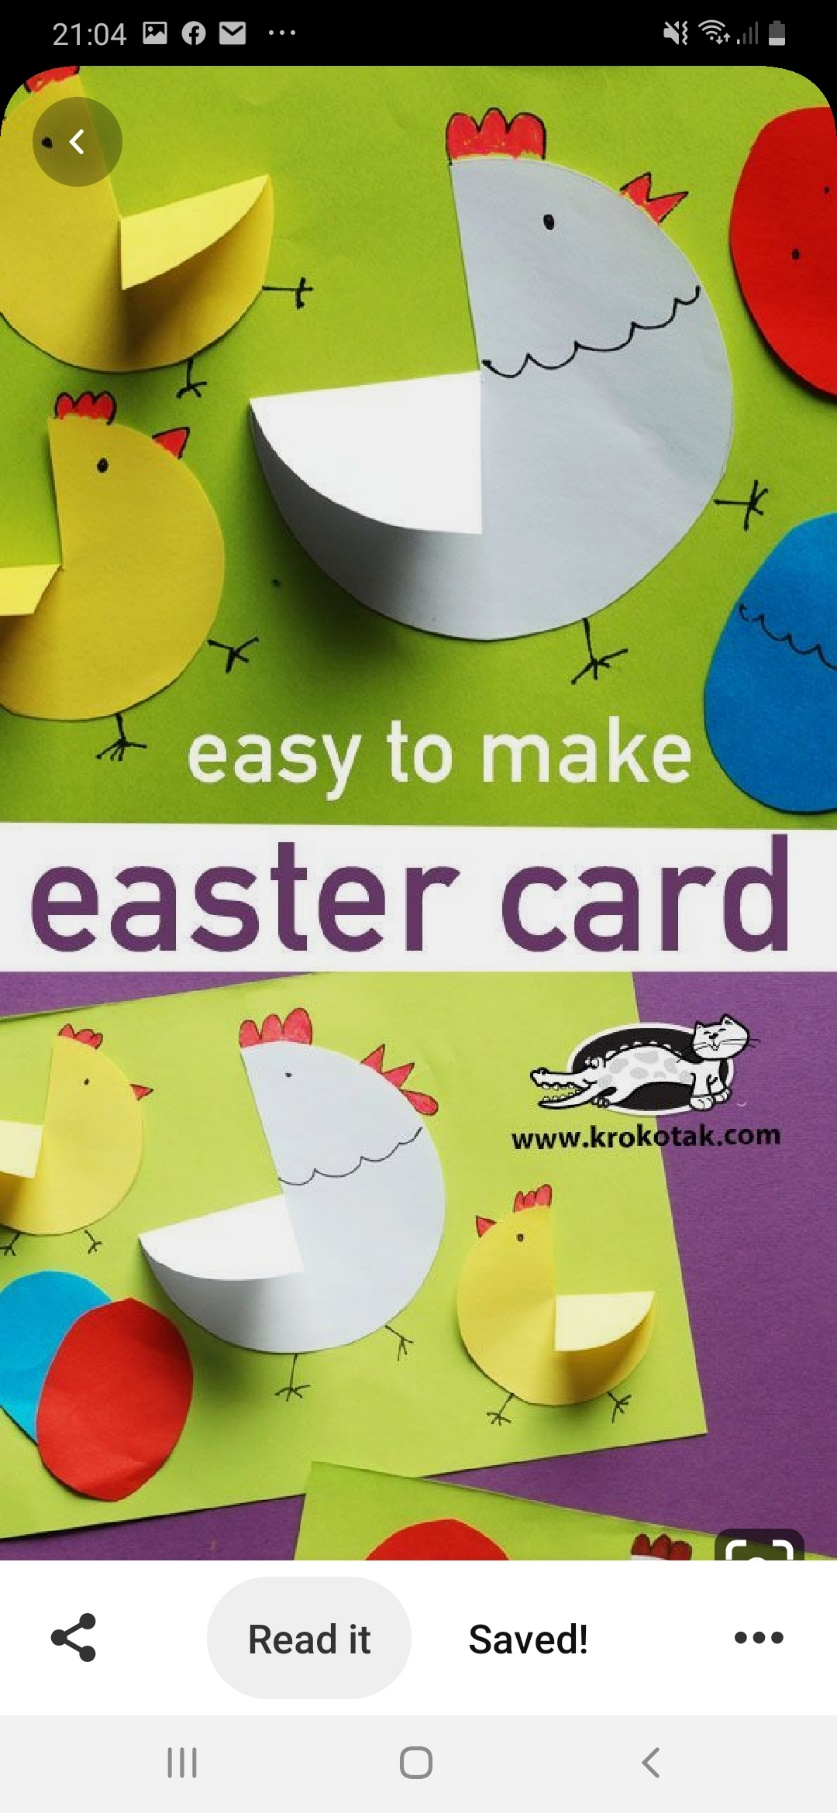 21:04
easy to make
easter card
www.krokotak.com
Read it
Saved!